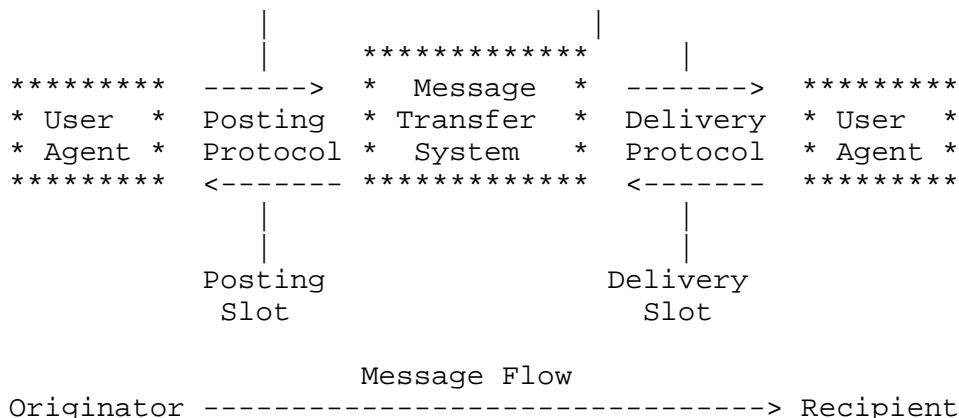 |                   |
|     *************     |
********* ------> * Message * -------> *********
* User * Posting * Transfer * Delivery * User *
* Agent * Protocol * System * Protocol * Agent *
********* <------- ************* <------- *********
|                        |
|                        |
Posting                Delivery
Slot                     Slot
Message Flow
Originator --------------------------------> Recipient